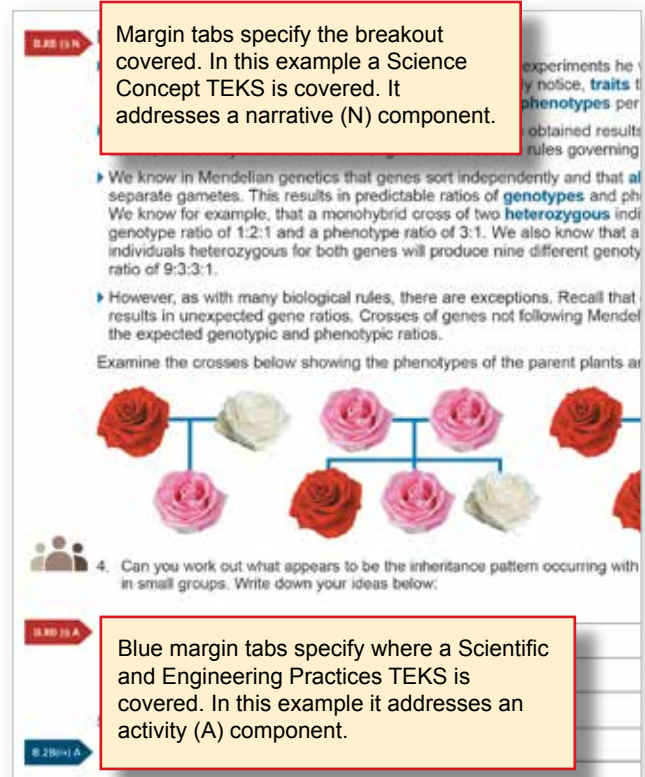 B.8B (i) N
Margin tabs specify the breakout
covered. In this example a Science
Concept TEKS is covered. It
addresses a narrative (N) component.
experiments he
notice, traits
phenotypes per
obtained results
rules governing
We know in Mendelian genetics that genes sort independently and that al
separate gametes. This results in predictable ratios of genotypes and ph
We know for example, that a monohybrid cross of two heterozygous indi
genotype ratio of 1:2:1 and a phenotype ratio of 3:1. We also know that a
individuals heterozygous for both genes will produce nine different genoty
ratio of 9:3:3:1.
However, as with many biological rules, there are exceptions. Recall that
results in unexpected gene ratios. Crosses of genes not following Mendel
the expected genotypic and phenotypic ratios.
Examine the crosses below showing the phenotypes of the parent plants ar
4. Can you work out what appears to be the inheritance pattern occurring with
in small groups. Write down your ideas below:
B.8B (i) A
Blue margin tabs specify where a Scientific
and Engineering Practices TEKS is
covered. In this example it addresses an
activity (A) component.